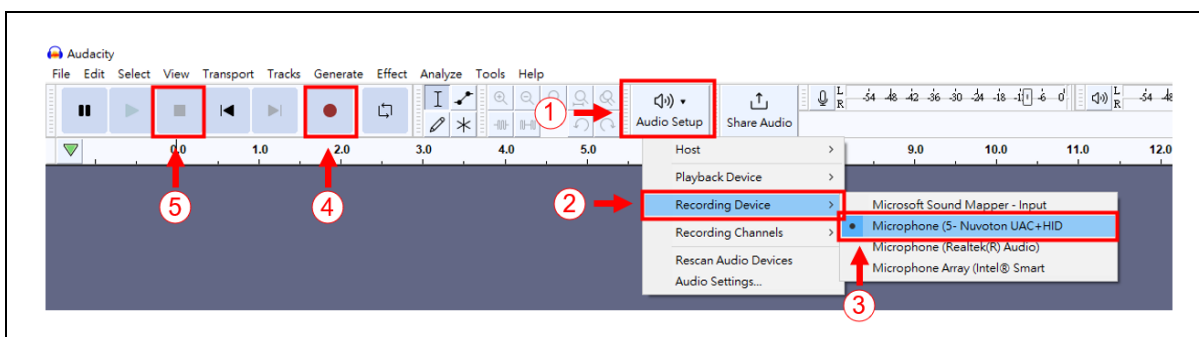 Audacity
File Edit Select View Transport Tracks Generate Effect Analyze Tools Help
1
Audio Setup
Share Audio
L
R
-54 -48 -42 -36 -30 -24 -18 -6 0
L
R
-54 -48
0.0 1.0 2.0 3.0 4.0 5.0 9.0 10.0 11.0 12.0
Host
Playback Device
2
Recording Device
Microsoft Sound Mapper - Input
5
4
Microphone (5- Nuvoton UAC+HID
Recording Channels
Microphone (Realtek(R) Audio)
Rescan Audio Devices
Microphone Array (Intel® Smart
Audio Settings...
3